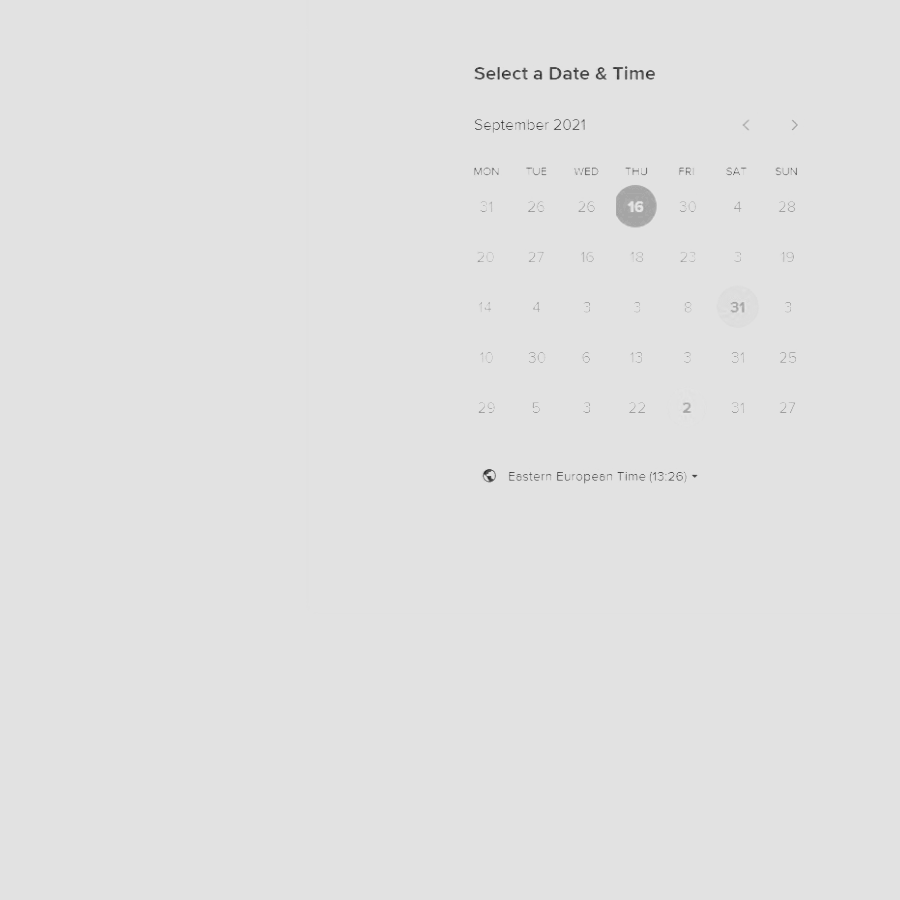 Select a Date & Time
September 2021
MON TUE WED THU FRI SAT SUN
31 26 26 16 30 4 28
20 27 16 18 23 3 19
14 4 3 3 8 31 3
10 30 6 13 3 31 25
29 5 3 22 2 31 27
Eastern European Time (13:26)